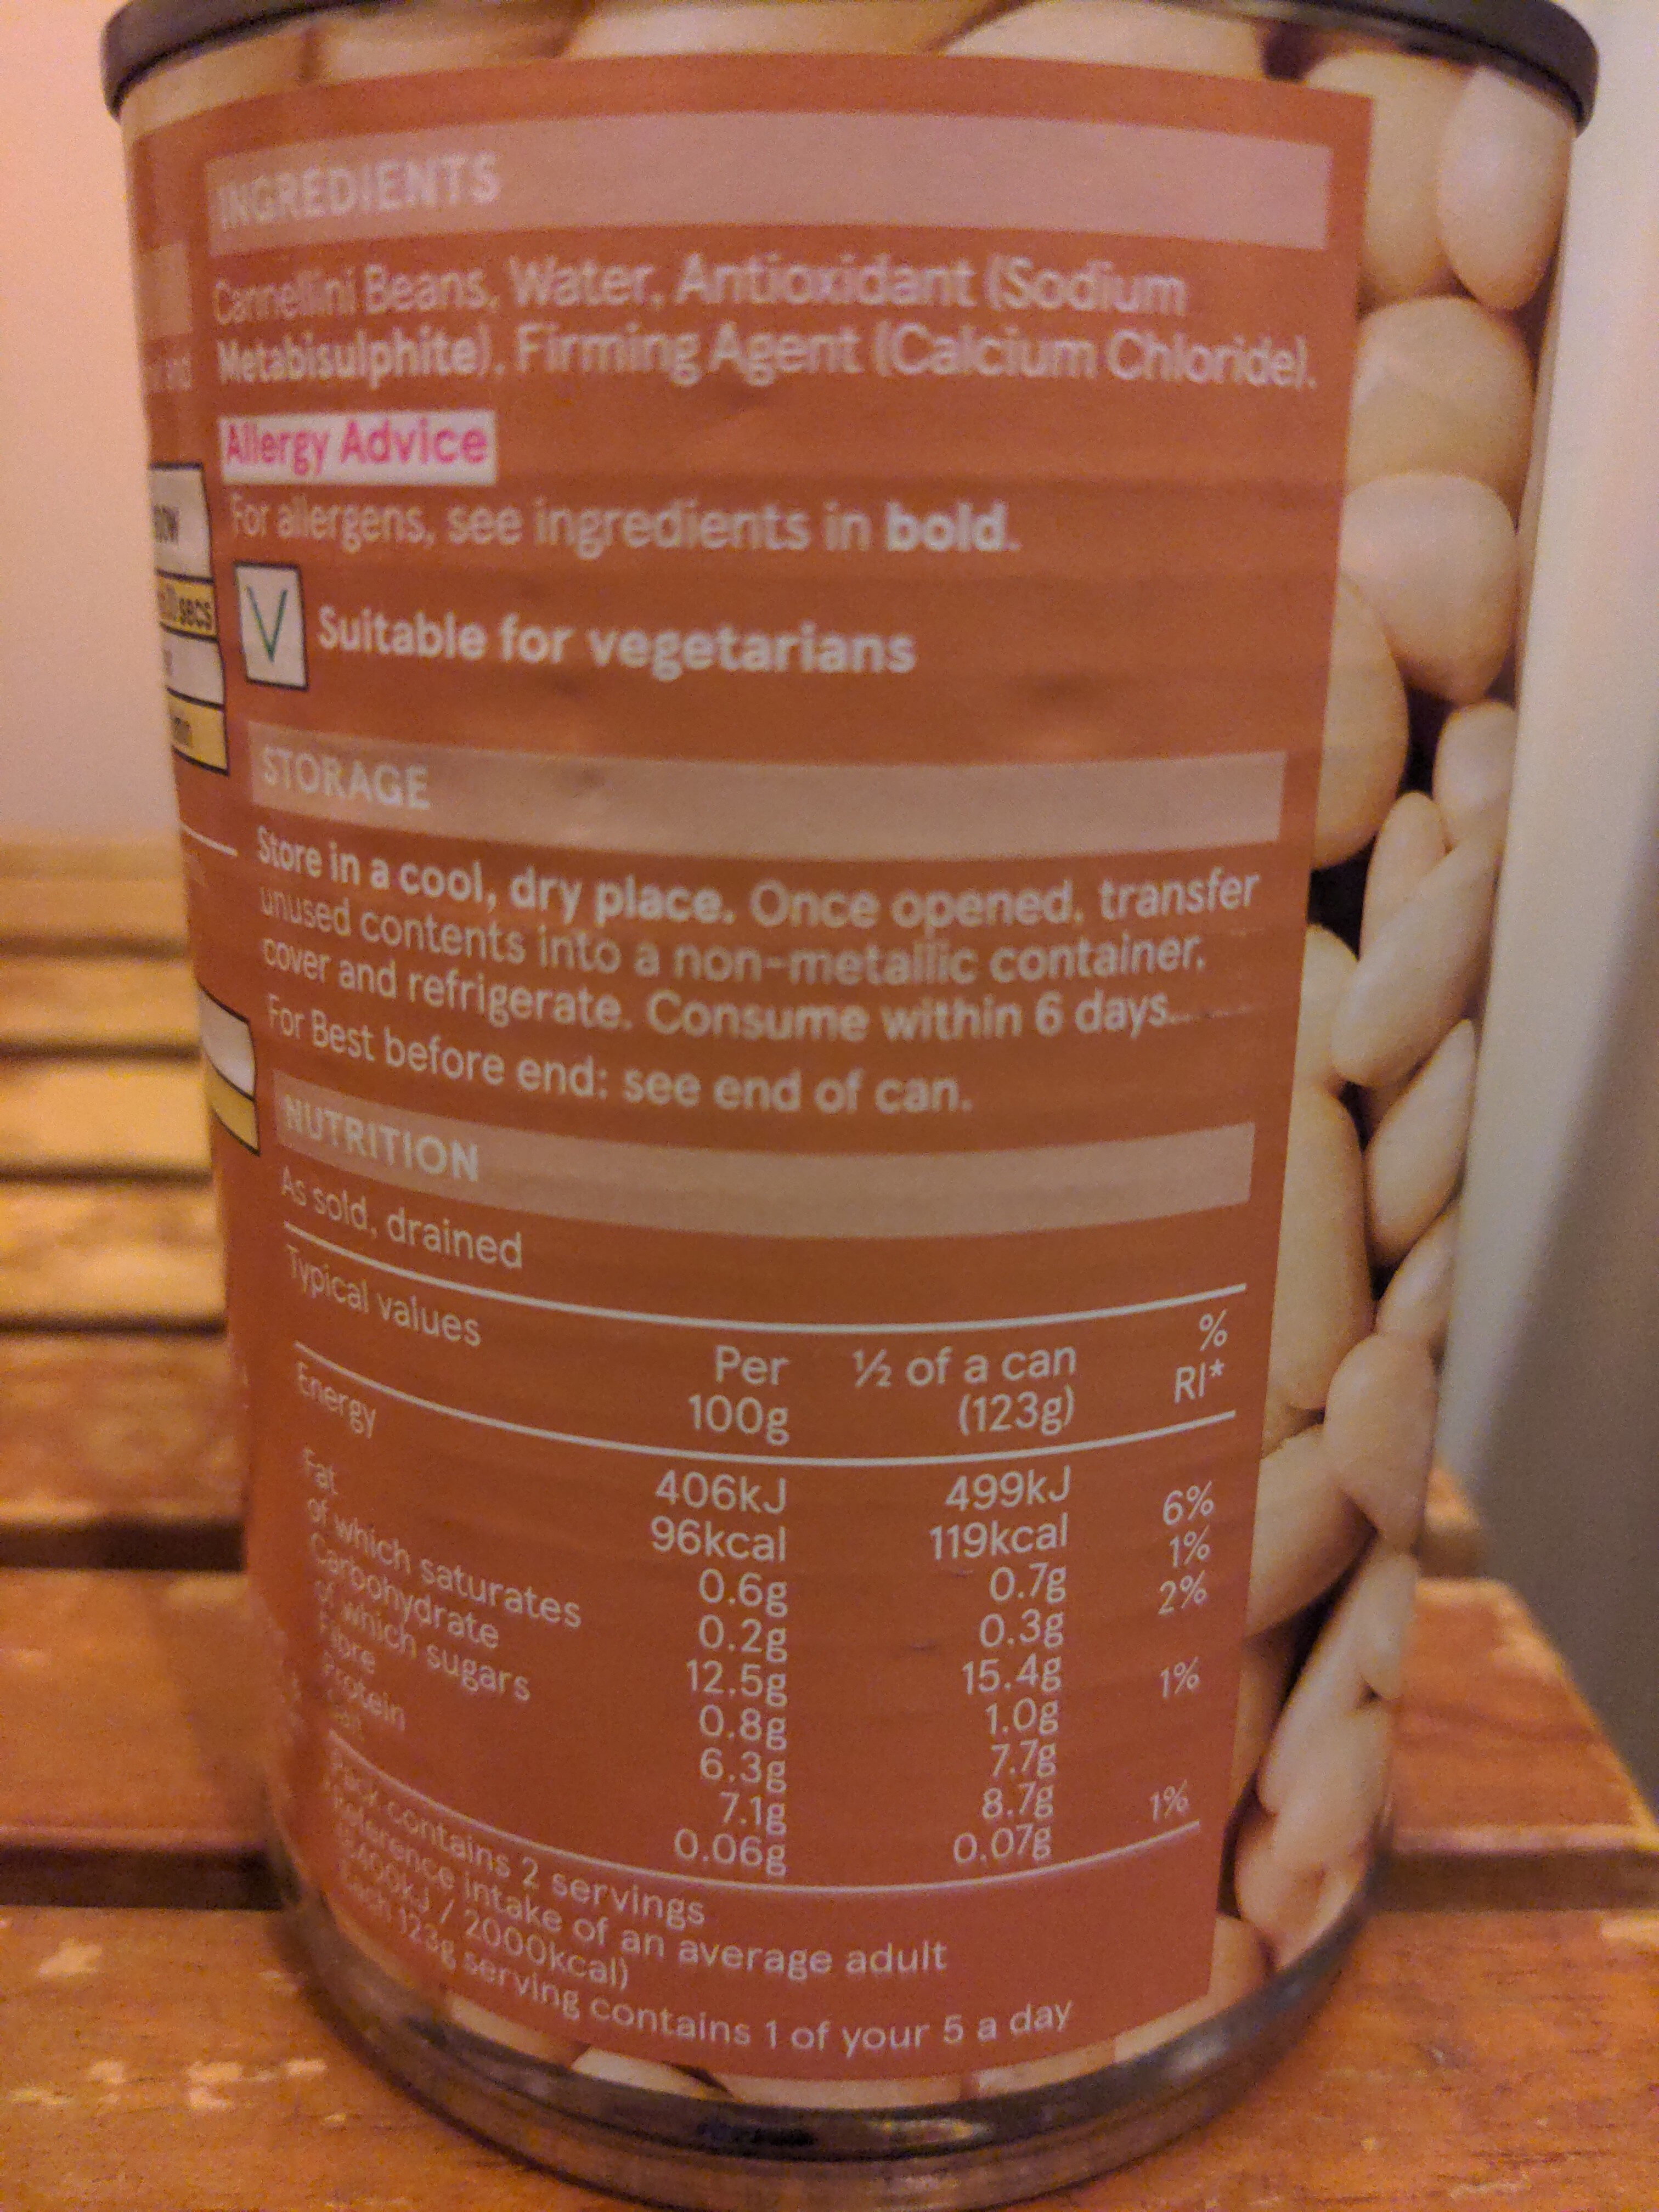 INGREDIENTS
Cannellini Beans, Water, Antioxidant (Sodium
Metabisulphite), Firming Agent (Calcium Chloride).
Allergy Advice
For allergens, see ingredients in bold.
V Suitable for vegetarians
secs
STORAGE
Store in a cool, dry place. Once opened, transfer
unused contents into a non-metallic container,
cover and refrigerate. Consume within 6 days.
For Best before end: see end of can.
NUTRITION
As sold, drained
Typical values Per 100g ½ of a can (123g) % RI*
Energy 406kJ 499kJ
96kcal 119kcal 6%
Fat 0.6g 0.7g 1%
of which saturates 0.2g 0.3g 2%
Carbohydrate 12.5g 15.4g
of which sugars 0.8g 1.0g 1%
Fibre 6.3g 7.7g
Protein 7.1g 8.7g
Salt 0.06g 0.07g 1%
Pack contains 2 servings
Reference intake of an average adult
(8400kJ / 2000kcal)
Each 123g serving contains 1 of your 5 a day